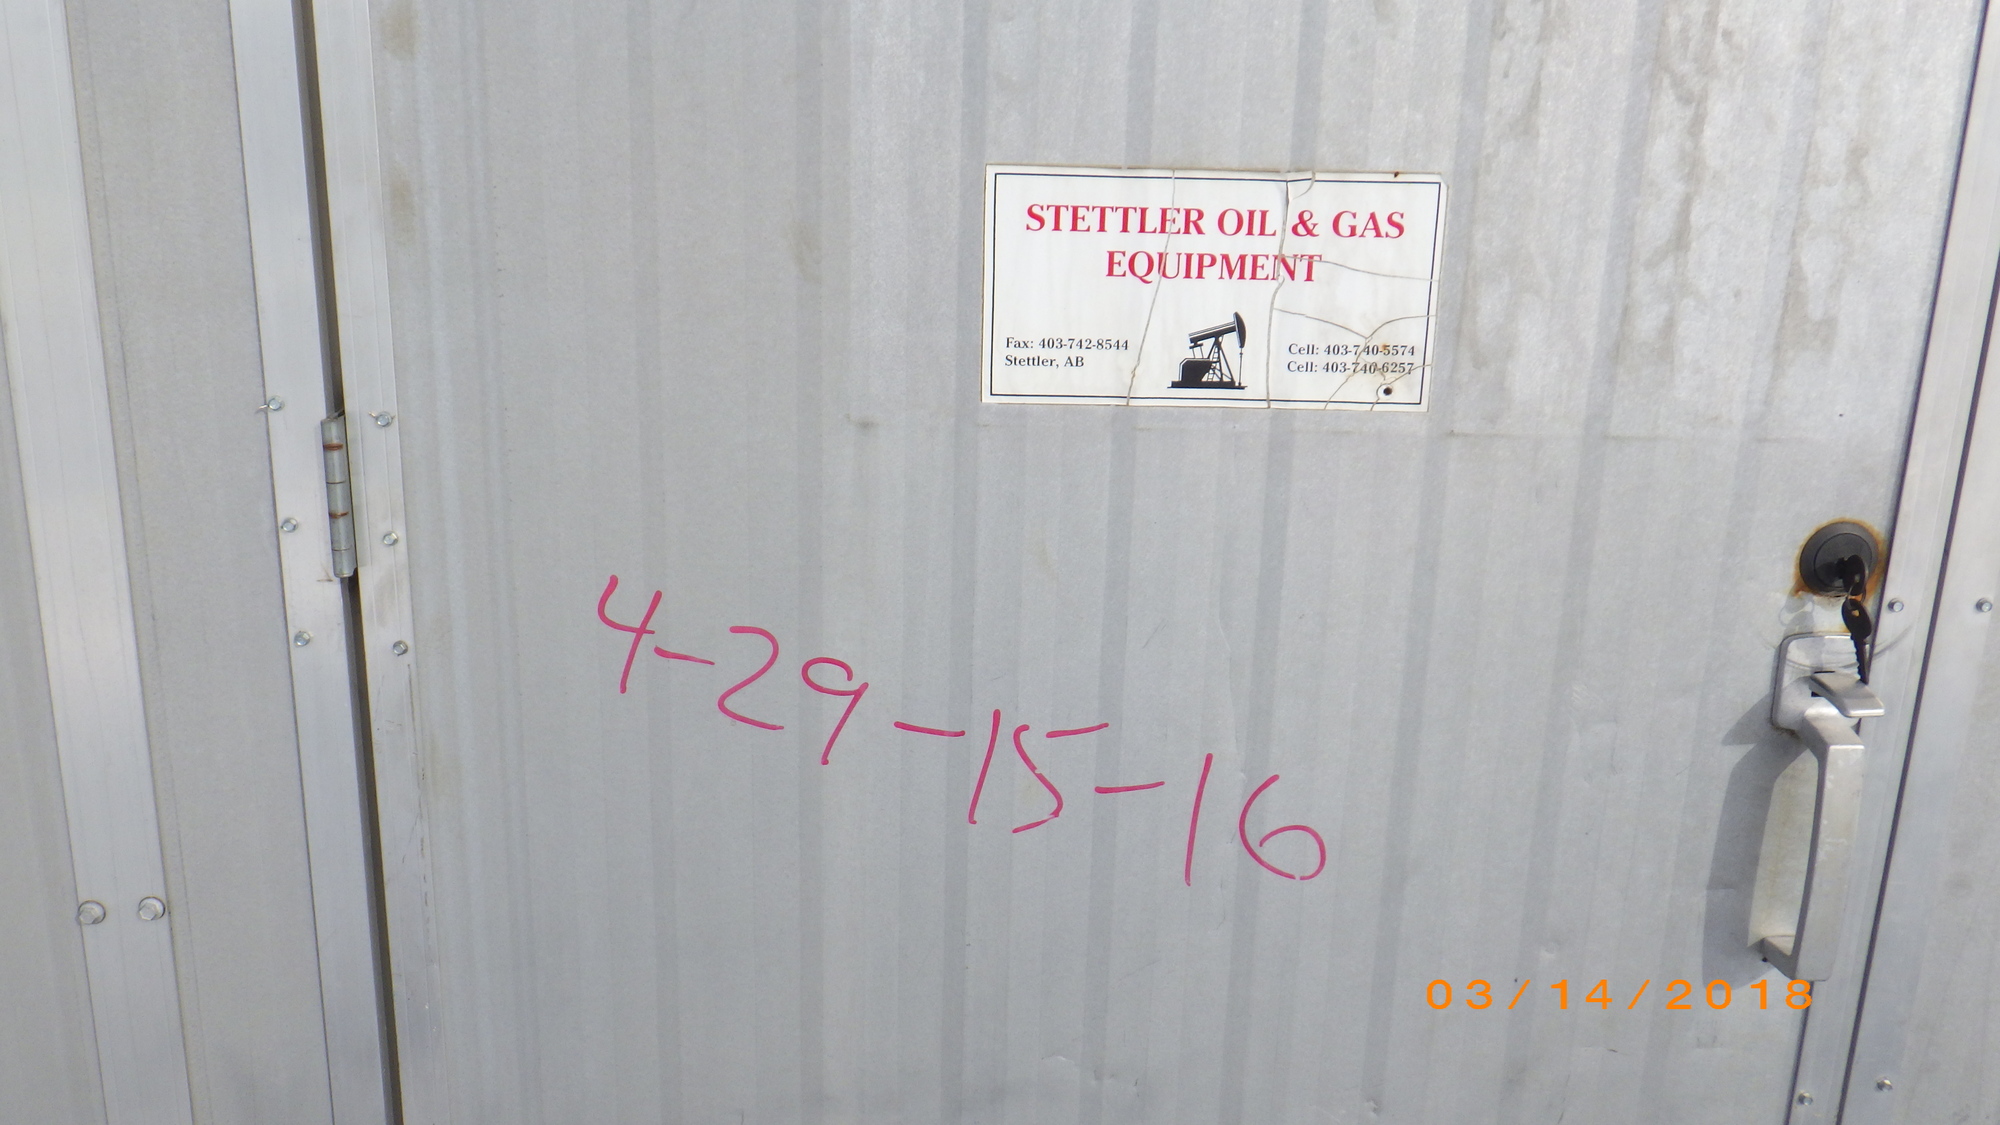 STETTLER OIL & GAS
EQUIPMENT
Fax: 403-742-8544
Stettler, AB
Cell: 403-740-5574
Cell: 403-740-6257
4-29-15-16
03/14/2018